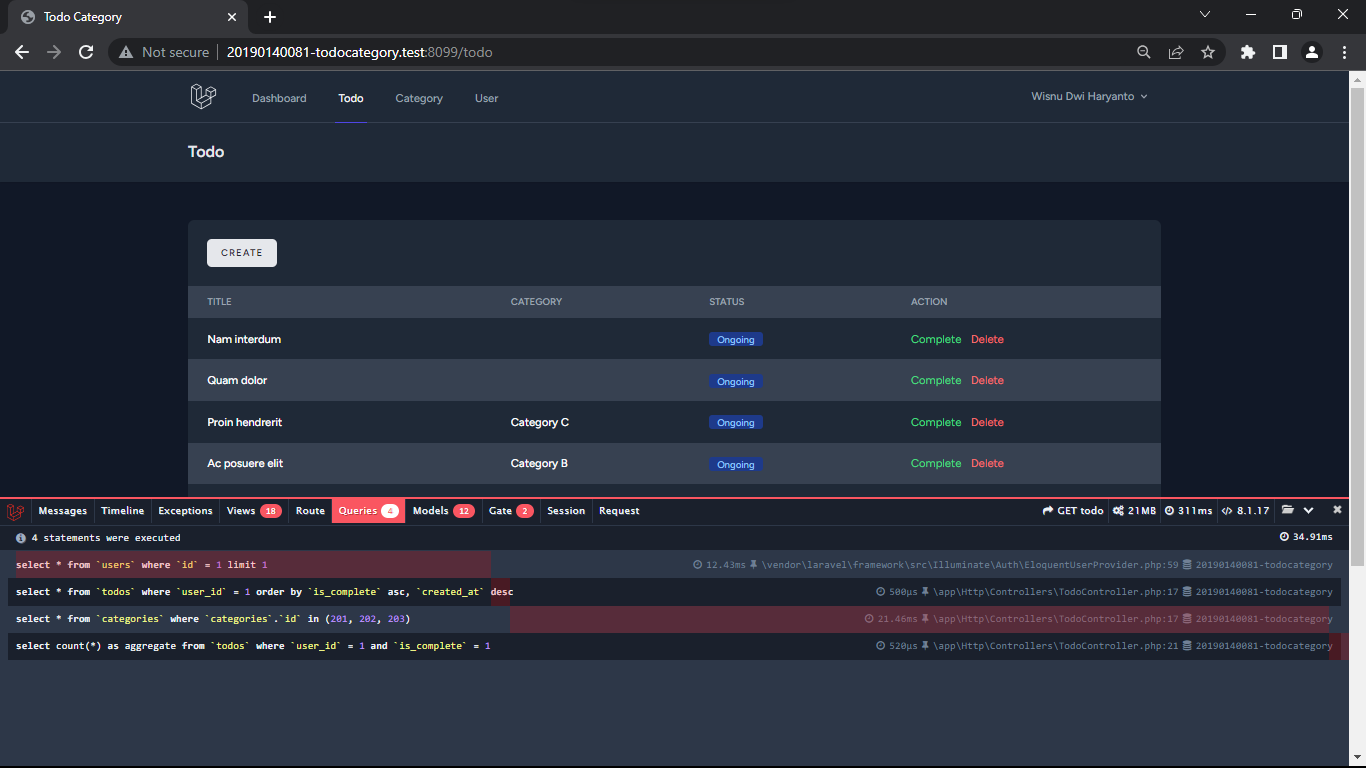 Todo Category
Not secure 20190140081-todocategory.test:8099/todo
Dashboard Todo Category User Wisnu Dwi Haryanto
Todo
CREATE
TITLE CATEGORY STATUS ACTION
Nam interdum Ongoing Complete Delete
Quam dolor Ongoing Complete Delete
Proin hendrerit Category C Ongoing Complete Delete
Ac posuere elit Category B Ongoing Complete Delete
Messages Timeline Exceptions Views 18 Route Queries 4 Models 12 Gate 2 Session Request GET todo 21MB 311ms 8.1.17
4 statements were executed 34.91ms
select * from `users` where `id` = 1 limit 1 12.43ms \vendor\laravel\framework\src\Illuminate\Auth\EloquentUserProvider.php:59 20190140081-todocategory
select * from `todos` where `user_id` = 1 order by `is_complete` asc, `created_at` desc 500μs \app\Http\Controllers\TodoController.php:17 20190140081-todocategory
select * from `categories` where `categories`.`id` in (201, 202, 203) 21.46ms \app\Http\Controllers\TodoController.php:17 20190140081-todocategory
select count(*) as aggregate from `todos` where `user_id` = 1 and `is_complete` = 1 520μs \app\Http\Controllers\TodoController.php:21 20190140081-todocategory